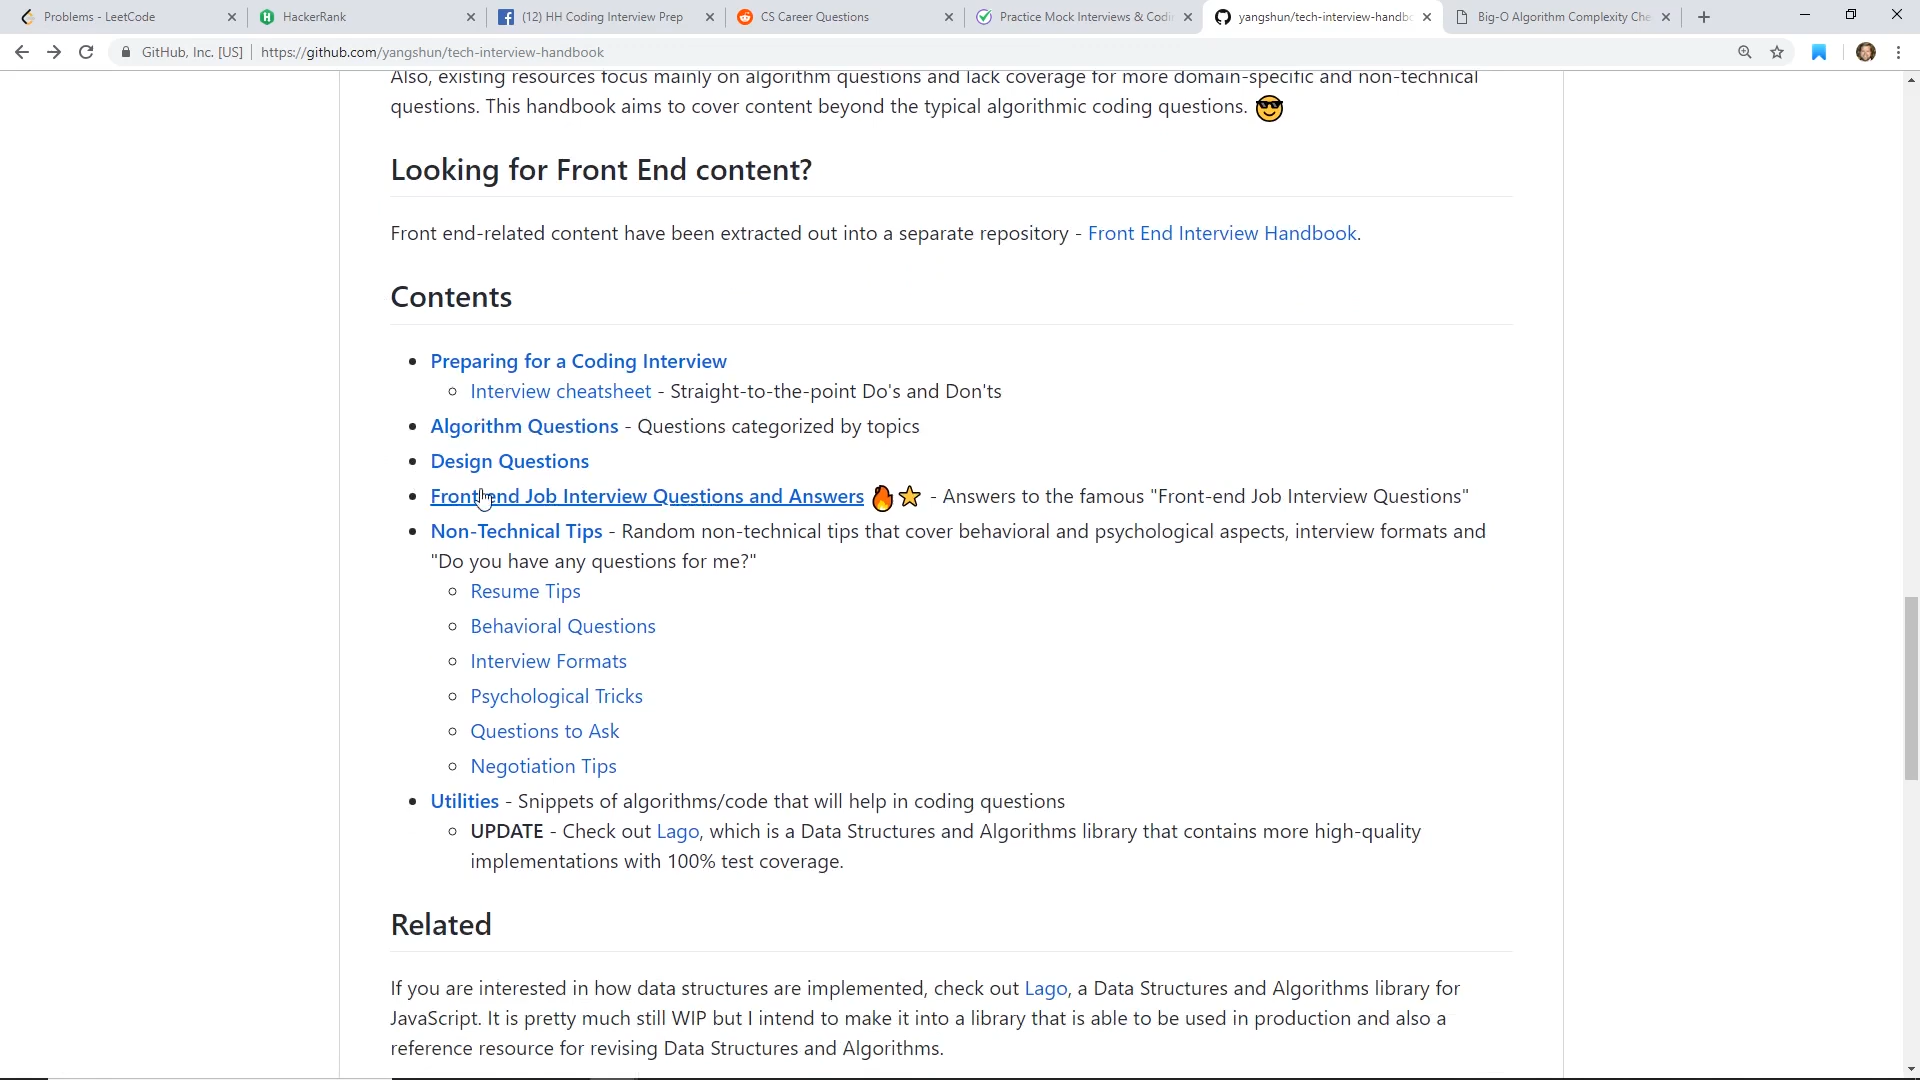 Problems - LeetCode
HackerRank
(12) HH Coding Interview Prep
CS Career Questions
Practice Mock Interviews & Codi
yangshun/tech-interview-handbo
Big-O Algorithm Complexity Che
GitHub, Inc. [US] https://github.com/yangshun/tech-interview-handbook
Also, existing resources focus mainly on algorithm questions and lack coverage for more domain-specific and non-technical
questions. This handbook aims to cover content beyond the typical algorithmic coding questions. 😎
Looking for Front End content?
Front end-related content have been extracted out into a separate repository - Front End Interview Handbook.
Contents
Preparing for a Coding Interview
Interview cheatsheet - Straight-to-the-point Do's and Don'ts
Algorithm Questions - Questions categorized by topics
Design Questions
Front-end Job Interview Questions and Answers 🔥⭐ - Answers to the famous "Front-end Job Interview Questions"
Non-Technical Tips - Random non-technical tips that cover behavioral and psychological aspects, interview formats and
"Do you have any questions for me?"
Resume Tips
Behavioral Questions
Interview Formats
Psychological Tricks
Questions to Ask
Negotiation Tips
Utilities - Snippets of algorithms/code that will help in coding questions
UPDATE - Check out Lago, which is a Data Structures and Algorithms library that contains more high-quality
implementations with 100% test coverage.
Related
If you are interested in how data structures are implemented, check out Lago, a Data Structures and Algorithms library for
JavaScript. It is pretty much still WIP but I intend to make it into a library that is able to be used in production and also a
reference resource for revising Data Structures and Algorithms.